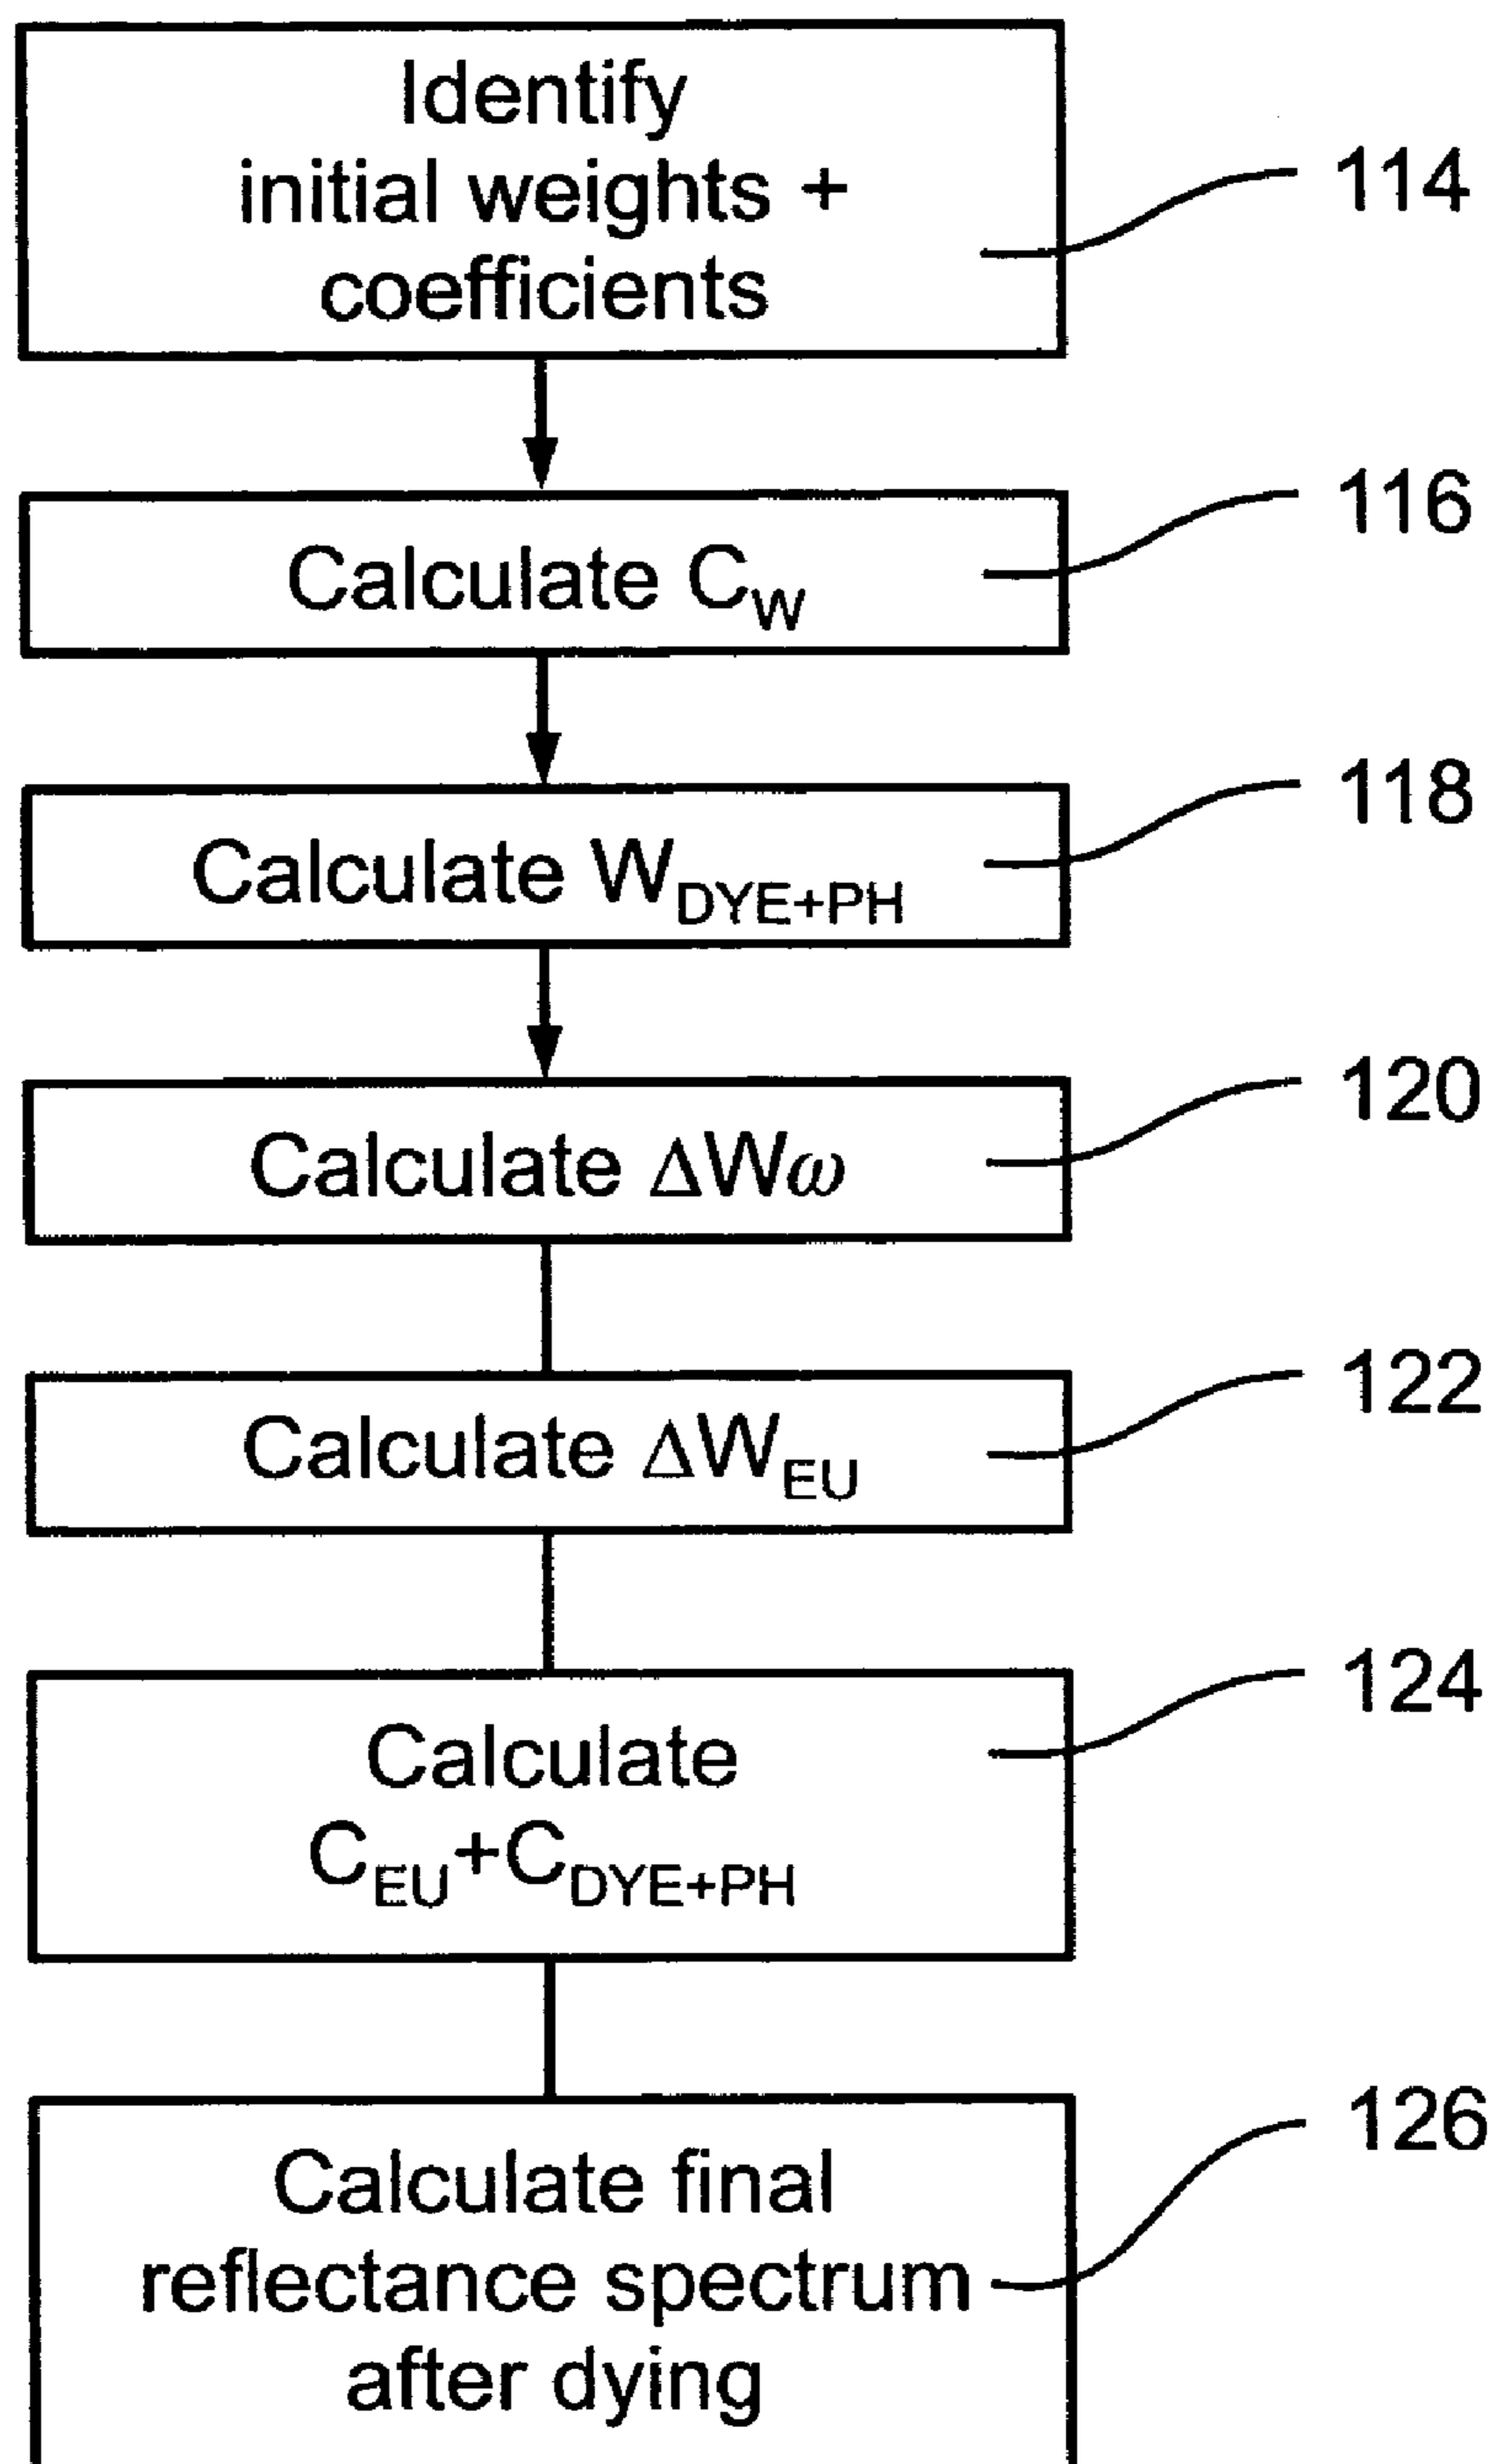 Identify
initial weights +
coefficients
114
Calculate C_W
116
Calculate W_DYE+PH
118
Calculate ΔWω
120
Calculate ΔW_EU
122
Calculate
C_EU+C_DYE+PH
124
Calculate final
reflectance spectrum
after dying
126